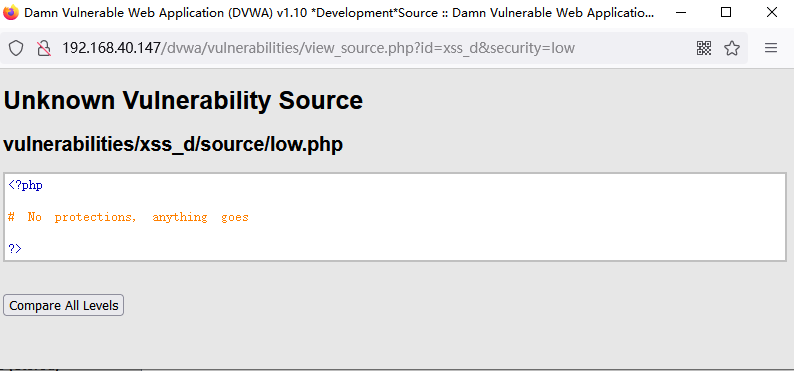 Damn Vulnerable Web Application (DVWA) v1.10 *Development*Source :: Damn Vulnerable Web Applicatio...
192.168.40.147/dvwa/vulnerabilities/view_source.php?id=xss_d&security=low
Unknown Vulnerability Source
vulnerabilities/xss_d/source/low.php
<?php
# No protections, anything goes
?>
Compare All Levels